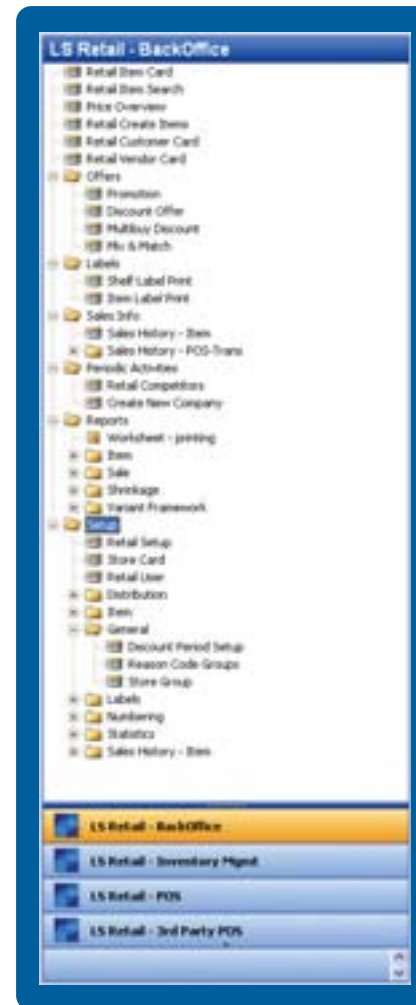 LS Retail - BackOffice
Retail Item Card
Retail Item Search
Price Overview
Retail Create Items
Retail Customer Card
Retail Vendor Card
Offers
Promotion
Discount Offer
Multibuy Discount
Mix & Match
Labels
Shelf Label Print
Item Label Print
Sales Info
Sales History - Item
Sales History - POS-Trans
Periodic Activities
Retail Competitors
Create New Company
Reports
Worksheet - printing
Item
Sale
Shrinkage
Variant Framework
Setup
Retail Setup
Store Card
Retail User
Distribution
Item
General
Discount Period Setup
Reason Code Groups
Store Group
Labels
Numbering
Statistics
Sales History - Item
LS Retail - BackOffice
LS Retail - Inventory Mgmt
LS Retail - POS
LS Retail - 3rd Party POS